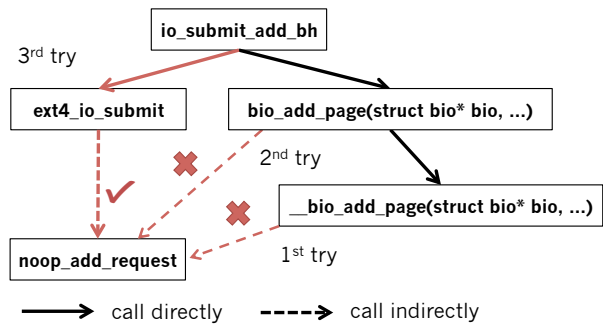 io_submit_add_bh
3rd try
ext4_io_submit
bio_add_page(struct bio* bio, ...)
2nd try
__bio_add_page(struct bio* bio, ...)
noop_add_request
1st try
call directly
call indirectly